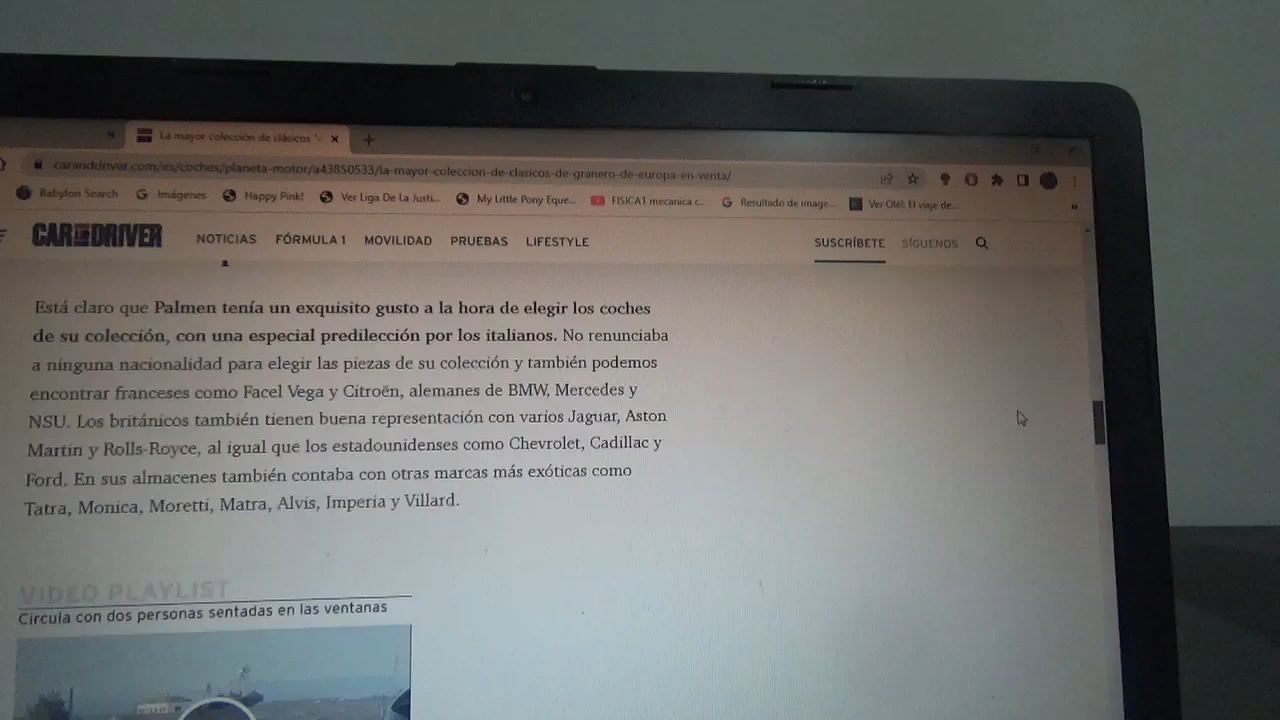 La mayor colección de clásicos
caranddriver.com/es/coches/planeta-motor/a43850533/la-mayor-coleccion-de-clasicos-de-granero-de-europa-en-venta/
Babylon Search Imágenes Happy Pink! Ver Liga De La Justi... My Little Pony Eque... FISICA1 mecanica c... Resultado de image... Ver Olé! El viaje de... »
CAR AND DRIVER NOTICIAS FÓRMULA 1 MOVILIDAD PRUEBAS LIFESTYLE SUSCRÍBETE SÍGUENOS
Está claro que Palmen tenía un exquisito gusto a la hora de elegir los coches
de su colección, con una especial predilección por los italianos. No renunciaba
a ninguna nacionalidad para elegir las piezas de su colección y también podemos
encontrar franceses como Facel Vega y Citroën, alemanes de BMW, Mercedes y
NSU. Los británicos también tienen buena representación con varios Jaguar, Aston
Martin y Rolls-Royce, al igual que los estadounidenses como Chevrolet, Cadillac y
Ford. En sus almacenes también contaba con otras marcas más exóticas como
Tatra, Monica, Moretti, Matra, Alvis, Imperia y Villard.
VIDEO PLAYLIST
Circula con dos personas sentadas en las ventanas